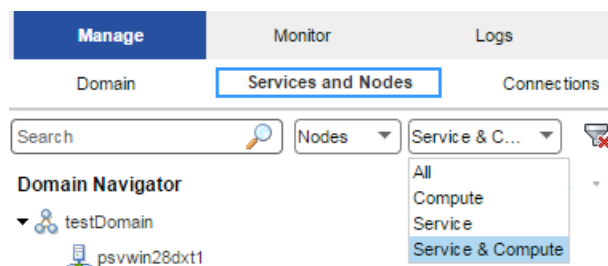 Manage Monitor Logs
Domain Services and Nodes Connections
Search Nodes Service & C...
All
Domain Navigator
Compute
testDomain
Service
Service & Compute
psvwin28dxt1